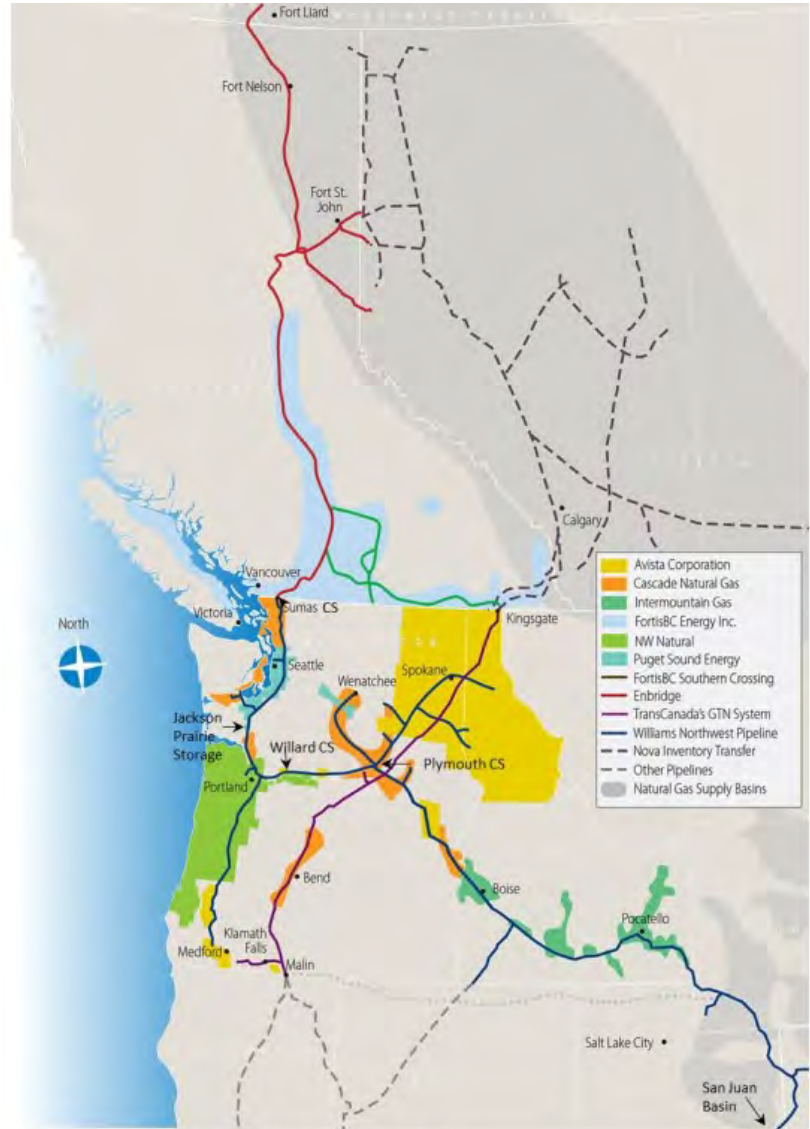 Fort Liard
Fort Nelson
Fort St.
John
Calgary
Vancouver
Sumas CS
Victoria
Kingsgate
North
Seattle
Wenatchee
Spokane
Jackson
Prairie
Storage
Willard CS
Plymouth CS
Portland
Bend
Boise
Pocatello
Klamath
Falls
Medford
Malin
Salt Lake City
San Juan
Basin
Avista Corporation
Cascade Natural Gas
Intermountain Gas
FortisBC Energy Inc.
NW Natural
Puget Sound Energy
FortisBC Southern Crossing
Enbridge
TransCanada's GTN System
Williams Northwest Pipeline
Nova Inventory Transfer
Other Pipelines
Natural Gas Supply Basins